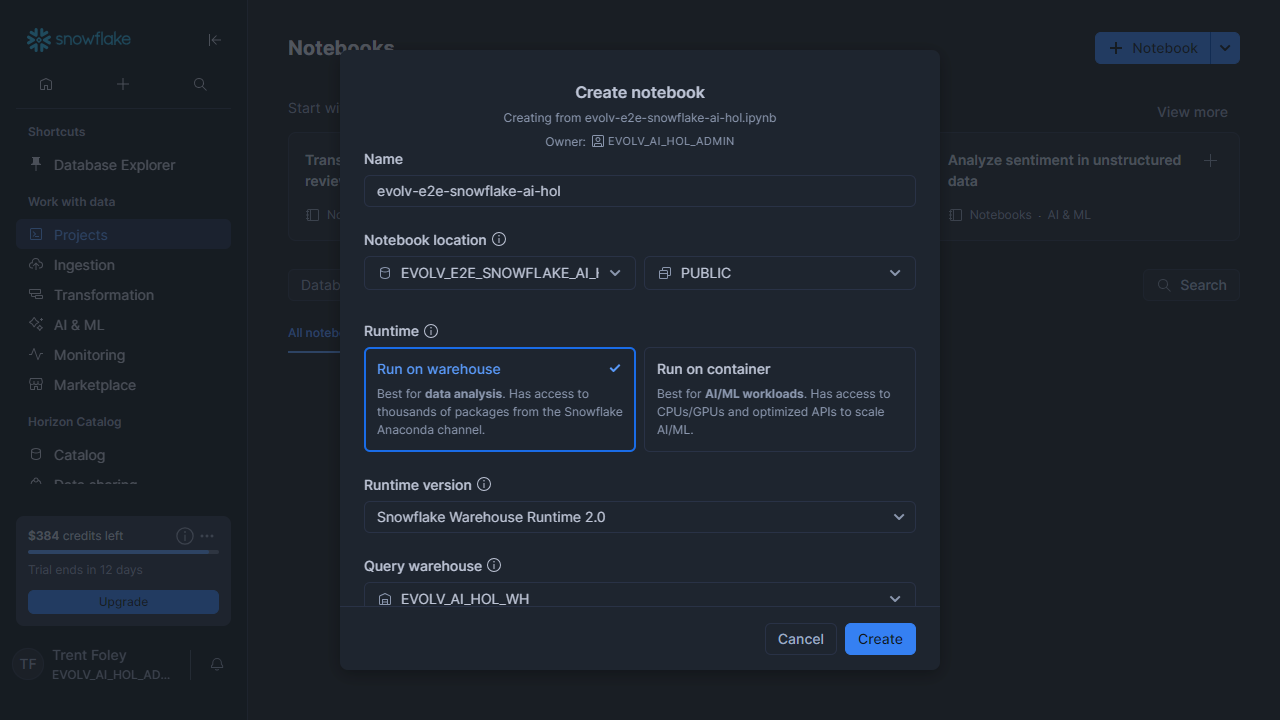 snowflake
Notebooks
Notebook
Start wi
View more
Shortcuts
Database Explorer
Work with data
Projects
Ingestion
Transformation
AI & ML
Monitoring
Marketplace
Horizon Catalog
Catalog
Data sharing
$384 credits left
Trial ends in 12 days
Upgrade
TF
Trent Foley
EVOLV_AI_HOL_AD...
Trans
revie
No
Analyze sentiment in unstructured
data
Notebooks · AI & ML
Datab
Search
All noteb
Create notebook
Creating from evolv-e2e-snowflake-ai-hol.ipynb
Owner: EVOLV_AI_HOL_ADMIN
Name
evolv-e2e-snowflake-ai-hol
Notebook location
EVOLV_E2E_SNOWFLAKE_AI_H
PUBLIC
Runtime
Run on warehouse
Best for data analysis. Has access to
thousands of packages from the Snowflake
Anaconda channel.
Run on container
Best for AI/ML workloads. Has access to
CPUs/GPUs and optimized APIs to scale
AI/ML.
Runtime version
Snowflake Warehouse Runtime 2.0
Query warehouse
EVOLV_AI_HOL_WH
Cancel
Create